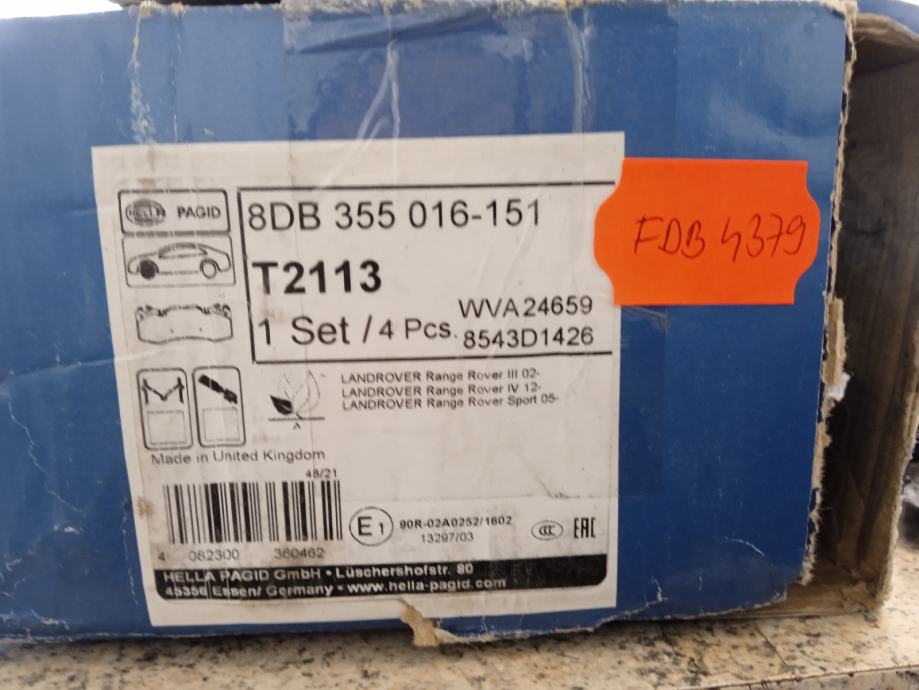 HELLA PAGID
8DB 355 016-151
FDB 4379
T2113
WVA 24659
1 Set / 4 Pcs. 8543D1426
LANDROVER Range Rover III 02-
LANDROVER Range Rover IV 12-
LANDROVER Range Rover Sport 05-
A
Made in United Kingdom
48/21
E1
90R-02A0252/1602
13297/03
CCC
EAC
4 082300 360462
HELLA PAGID GmbH • Lüschershofstr. 80
45356 Essen/ Germany • www.hella-pagid.com